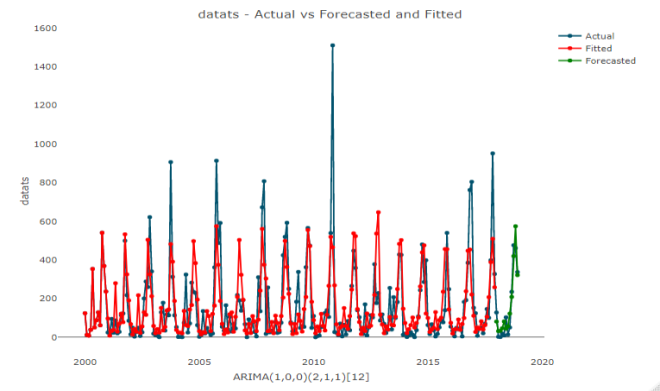 datats - Actual vs Forecasted and Fitted
1600
1400
1200
1000
800
600
400
200
0
datats
2000
2005
2010
2015
2020
ARIMA(1,0,0)(2,1,1)[12]
Actual
Fitted
Forecasted